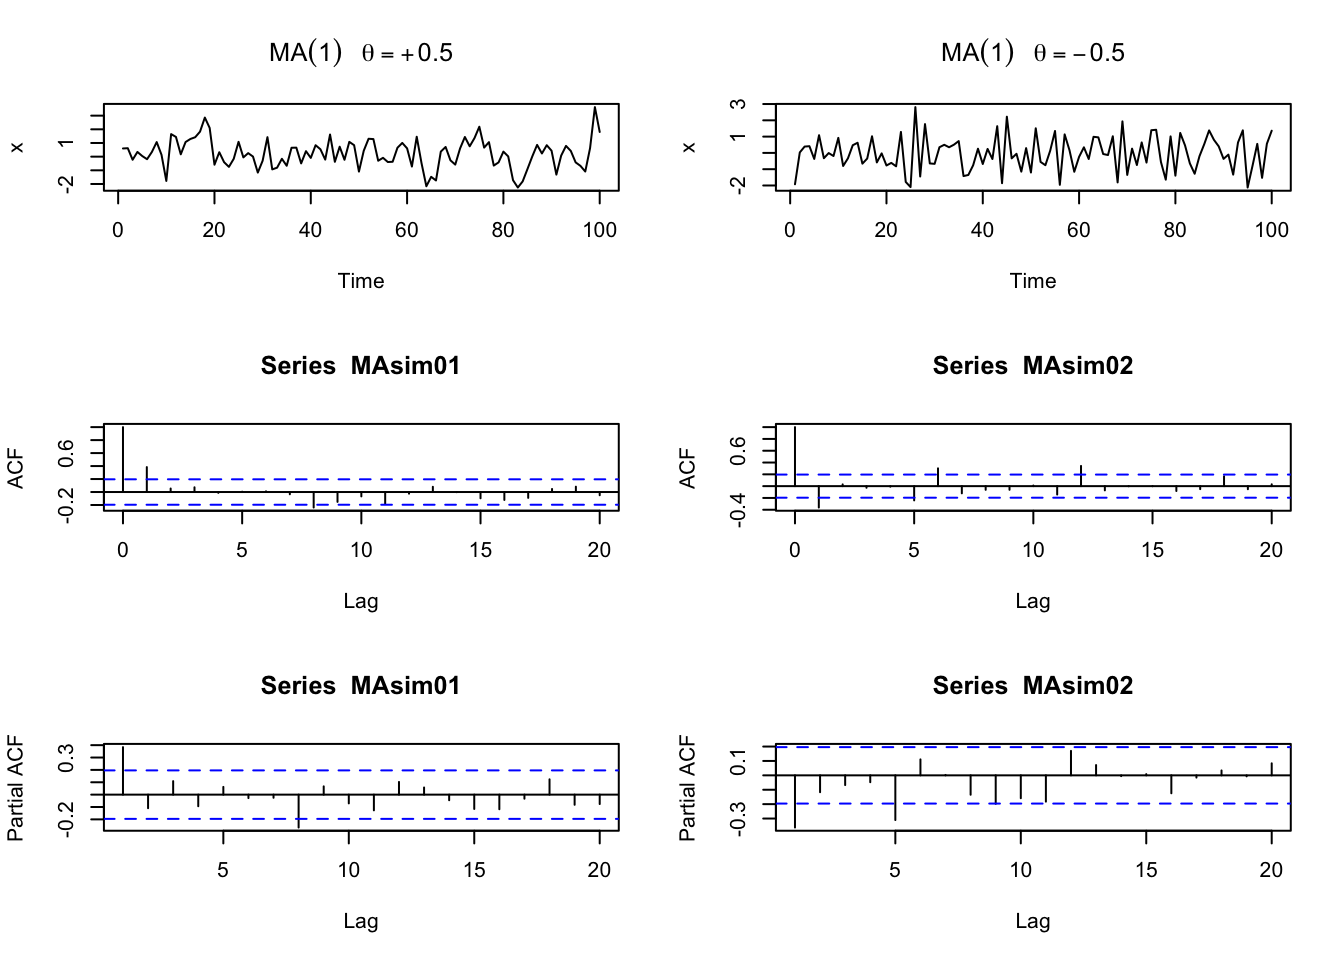 MA(1) θ = +0.5
x
1
-2
0 20 40 60 80 100
Time
MA(1) θ = −0.5
x
3
1
-2
0 20 40 60 80 100
Time
Series MAsim01
ACF
0.6
-0.2
0 5 10 15 20
Lag
Series MAsim02
ACF
0.6
-0.4
0 5 10 15 20
Lag
Series MAsim01
Partial ACF
0.3
-0.2
5 10 15 20
Lag
Series MAsim02
Partial ACF
0.1
-0.3
5 10 15 20
Lag